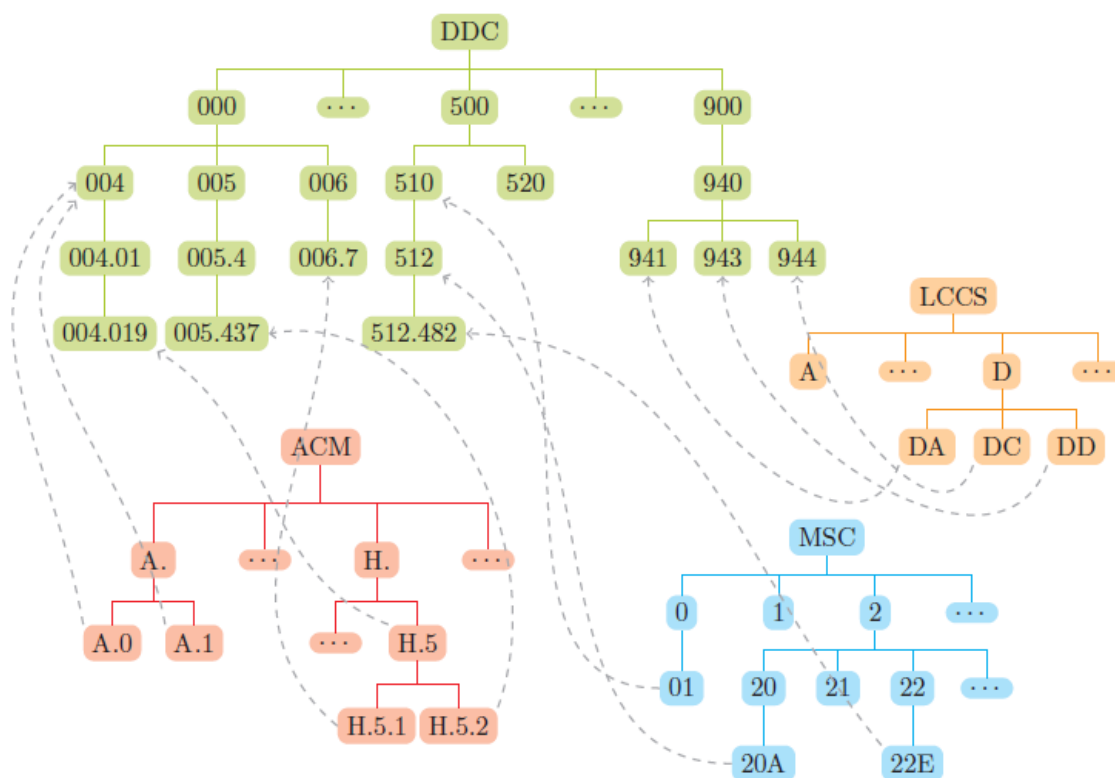 DDC
000 ... 500 ... 900
004 005 006 510 520 940
004.01 005.4 006.7 512 941 943 944
LCCS
004.019 005.437 512.482
A ... D ...
DA DC DD
ACM
MSC
A. ... H. ...
0 1 2 ...
A.0 A.1 ... H.5
01 20 21 22 ...
H.5.1 H.5.2
20A 22E